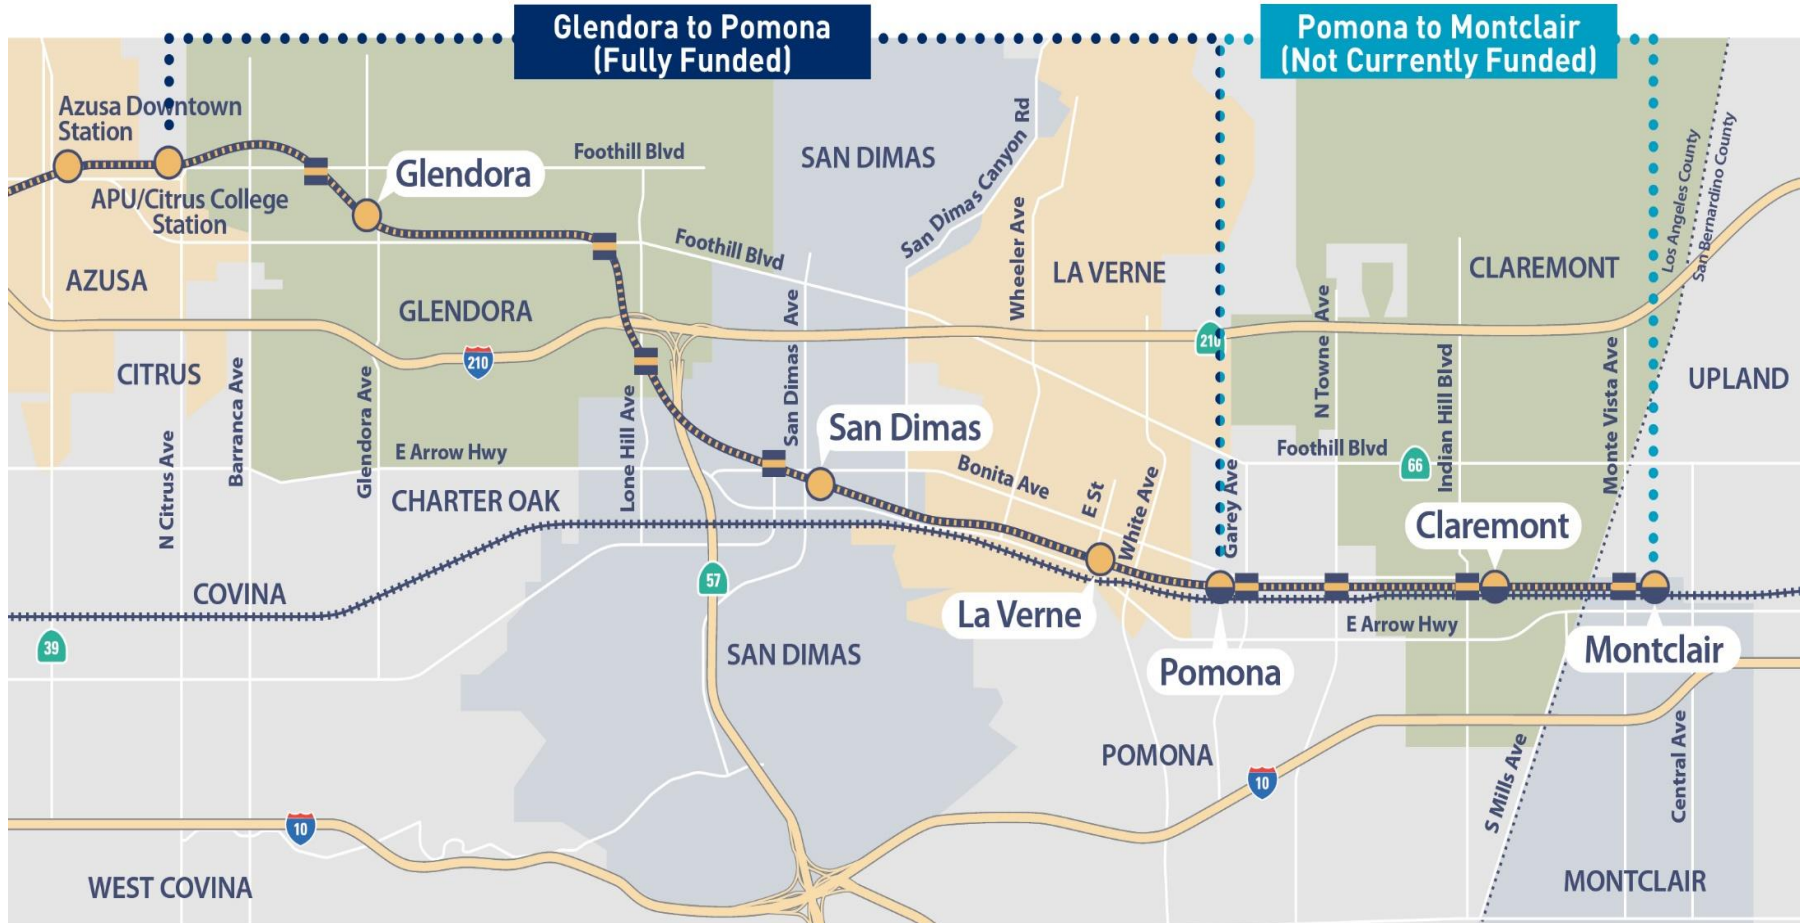 Glendora to Pomona
(Fully Funded)
Pomona to Montclair
(Not Currently Funded)
Azusa Downtown
Station
APU/Citrus College
Station
Glendora
Foothill Blvd
SAN DIMAS
San Dimas Canyon Rd
Wheeler Ave
LA VERNE
Foothill Blvd
AZUSA
GLENDORA
CLAREMONT
Los Angeles County
San Bernardino County
210
210
CITRUS
Barranca Ave
Glendora Ave
N Citrus Ave
Lone Hill Ave
San Dimas Ave
N Towne Ave
Indian Hill Blvd
Monte Vista Ave
UPLAND
San Dimas
E Arrow Hwy
CHARTER OAK
Bonita Ave
E St
White Ave
Garey Ave
Foothill Blvd
66
Claremont
COVINA
57
La Verne
E Arrow Hwy
39
SAN DIMAS
Pomona
Montclair
POMONA
10
10
S Mills Ave
Central Ave
WEST COVINA
MONTCLAIR